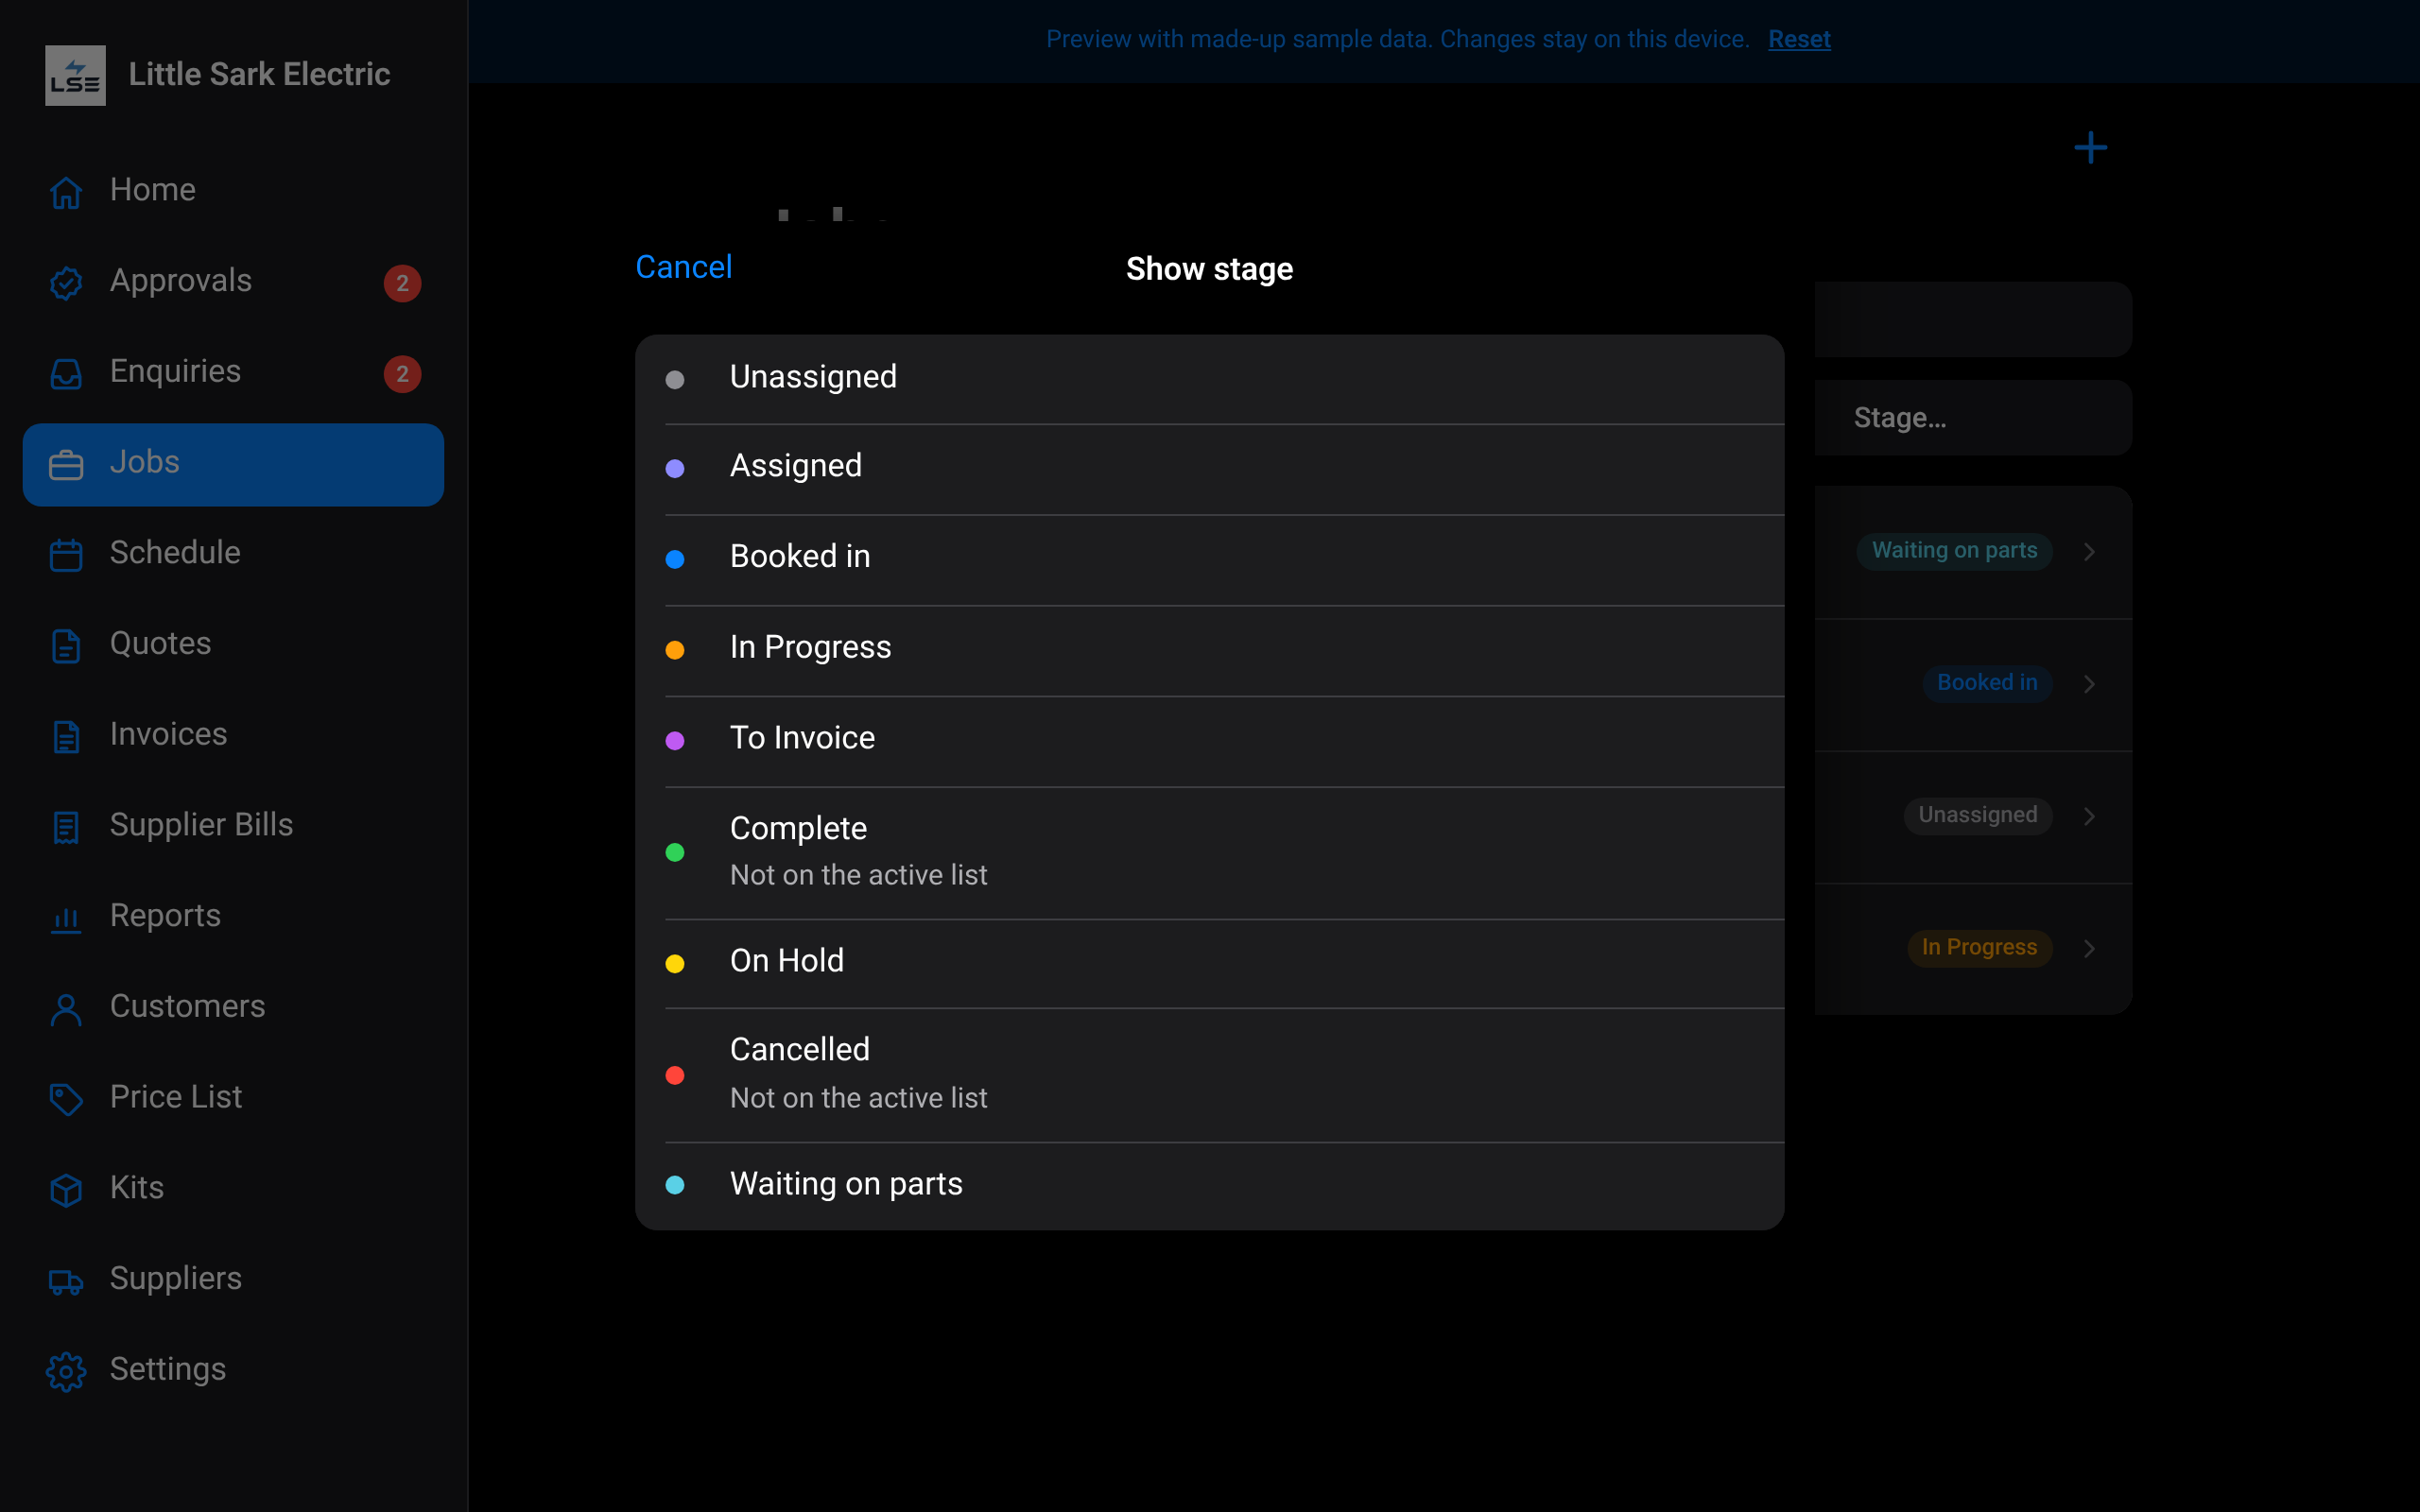 LSE
Little Sark Electric
Home
Approvals
2
Enquiries
2
Jobs
Schedule
Quotes
Invoices
Supplier Bills
Reports
Customers
Price List
Kits
Suppliers
Settings
Preview with made-up sample data. Changes stay on this device. Reset
Cancel
Show stage
Unassigned
Assigned
Booked in
In Progress
To Invoice
Complete
Not on the active list
On Hold
Cancelled
Not on the active list
Waiting on parts
Stage…
Waiting on parts
Booked in
Unassigned
In Progress